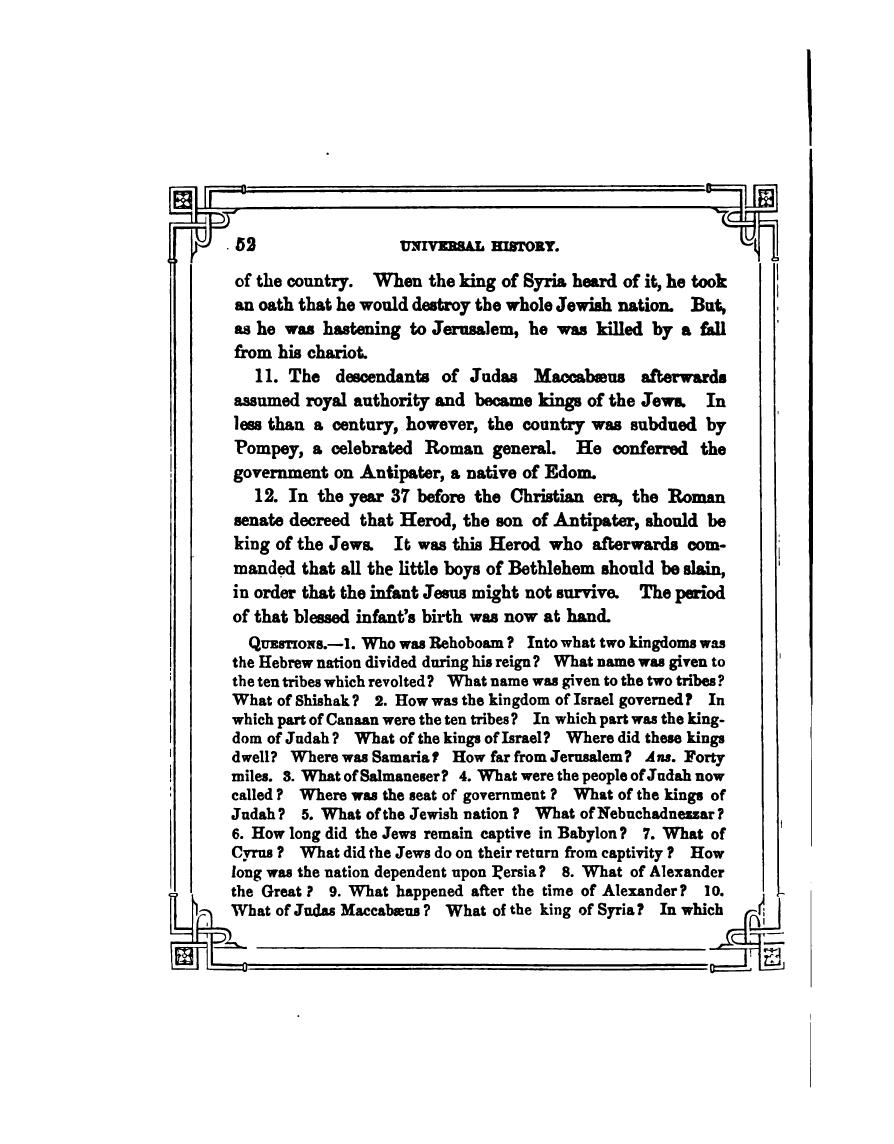 52 UNIVERSAL HISTORY.
of the country. When the king of Syria heard of it, he took
an oath that he would destroy the whole Jewish nation. But,
as he was hastening to Jerusalem, he was killed by a fall
from his chariot.
11. The descendants of Judas Maccabæus afterwards
assumed royal authority and became kings of the Jews. In
less than a century, however, the country was subdued by
Pompey, a celebrated Roman general. He conferred the
government on Antipater, a native of Edom.
12. In the year 37 before the Christian era, the Roman
senate decreed that Herod, the son of Antipater, should be
king of the Jews. It was this Herod who afterwards com-
manded that all the little boys of Bethlehem should be slain,
in order that the infant Jesus might not survive. The period
of that blessed infant's birth was now at hand.
QUESTIONS.—1. Who was Rehoboam? Into what two kingdoms was
the Hebrew nation divided during his reign? What name was given to
the ten tribes which revolted? What name was given to the two tribes?
What of Shishak? 2. How was the kingdom of Israel governed? In
which part of Canaan were the ten tribes? In which part was the king-
dom of Judah? What of the kings of Israel? Where did these kings
dwell? Where was Samaria? How far from Jerusalem? Ans. Forty
miles. 3. What of Salmaneser? 4. What were the people of Judah now
called? Where was the seat of government? What of the kings of
Judah? 5. What of the Jewish nation? What of Nebuchadnezzar?
6. How long did the Jews remain captive in Babylon? 7. What of
Cyrus? What did the Jews do on their return from captivity? How
long was the nation dependent upon Persia? 8. What of Alexander
the Great? 9. What happened after the time of Alexander? 10.
What of Judas Maccabæus? What of the king of Syria? In which